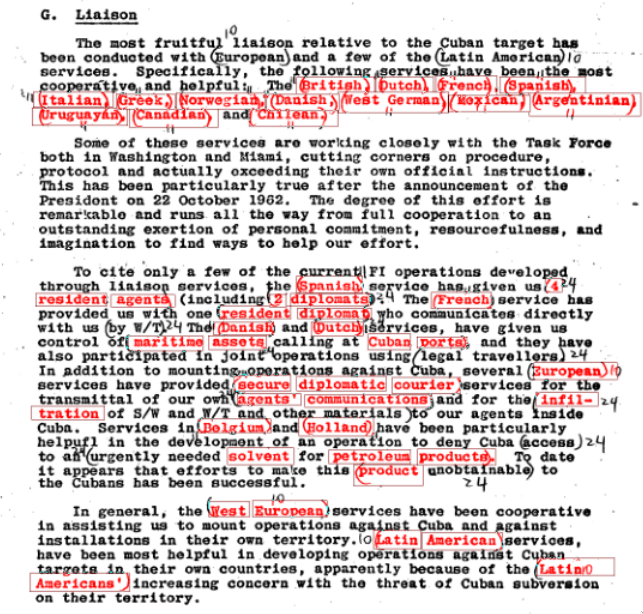 G. Liaison
10
The most fruitful liaison relative to the Cuban target has
been conducted with (European) and a few of the (Latin American) 10
services. Specifically, the following services have been the most
cooperative and helpful: The (British,) (Dutch,) (French,) (Spanish,)
(Italian,) (Greek,) (Norwegian,) (Danish,) (West German,) (Mexican,) (Argentinian,)
(Uruguayan,) (Canadian) and (Chilean.)
Some of these services are working closely with the Task Force
both in Washington and Miami, cutting corners on procedure,
protocol and actually exceeding their own official instructions.
This has been particularly true after the announcement of the
President on 22 October 1962. The degree of this effort is
remarkable and runs all the way from full cooperation to an
outstanding exertion of personal commitment, resourcefulness, and
imagination to find ways to help our effort.
To cite only a few of the current FI operations developed
through liaison services, the (Spanish) service has given us (4 24
resident agents (including 2 diplomats). 24 The (French) service has
provided us with one (resident diplomat who communicates directly
with us (by W/T) 24 The (Danish) and (Dutch) services, have given us
control of (maritime assets calling at Cuban ports), and they have
also participated in joint operations using (legal travellers) 24
In addition to mounting operations against Cuba, several (European) 10
services have provided (secure diplomatic courier services for the
transmittal of our own agents' communications) and for the (infil- 24
tration of S/W and W/T and other materials) to our agents inside
Cuba. Services in (Belgium) and (Holland) have been particularly
helpufl in the development of an operation to deny Cuba (access) 24
to an (urgently needed solvent for petroleum products. To date
it appears that efforts to make this (product unobtainable) to
the Cubans has been successful. 24
10
In general, the (West European) services have been cooperative
in assisting us to mount operations against Cuba and against
installations in their own territory. 10 (Latin American) services,
have been most helpful in developing operations against Cuban
targets in their own countries, apparently because of the (Latin 10
Americans') increasing concern with the threat of Cuban subversion
on their territory.